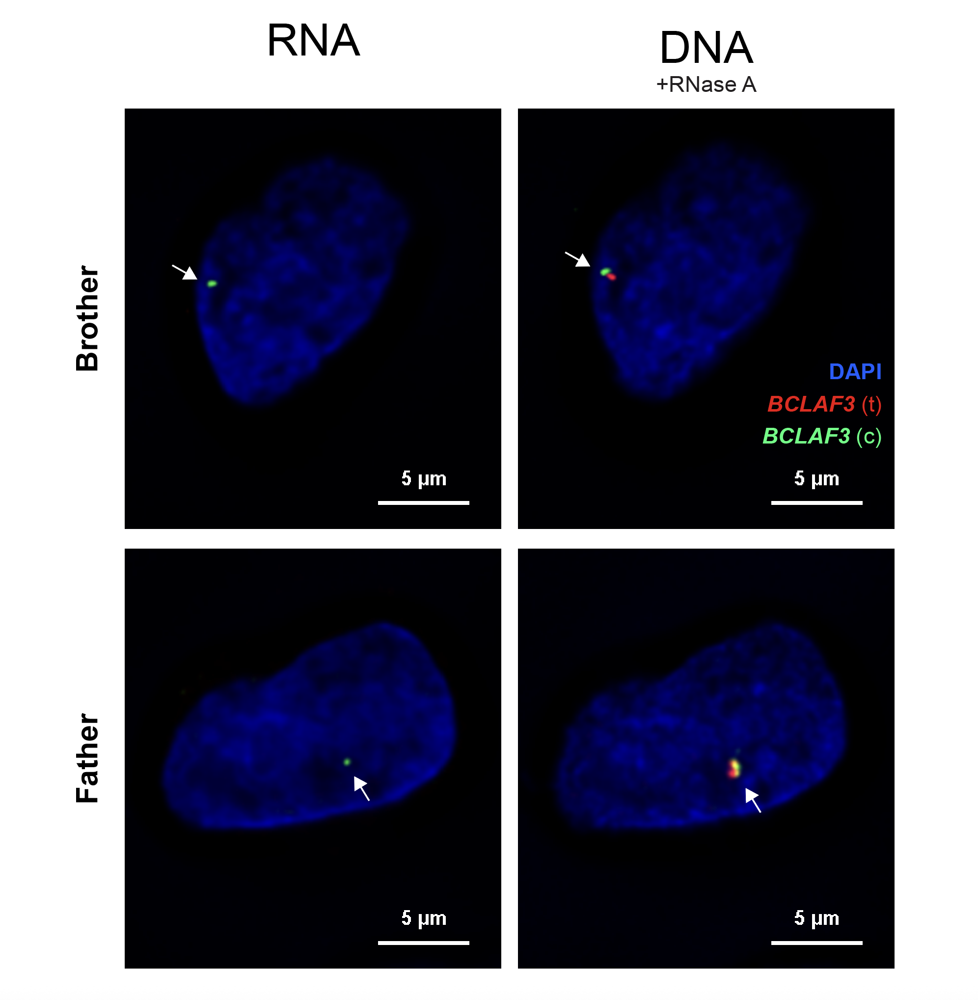 RNA
DNA
+RNase A
Brother
DAPI
BCLAF3 (t)
BCLAF3 (c)
5 µm
5 µm
Father
5 µm
5 µm